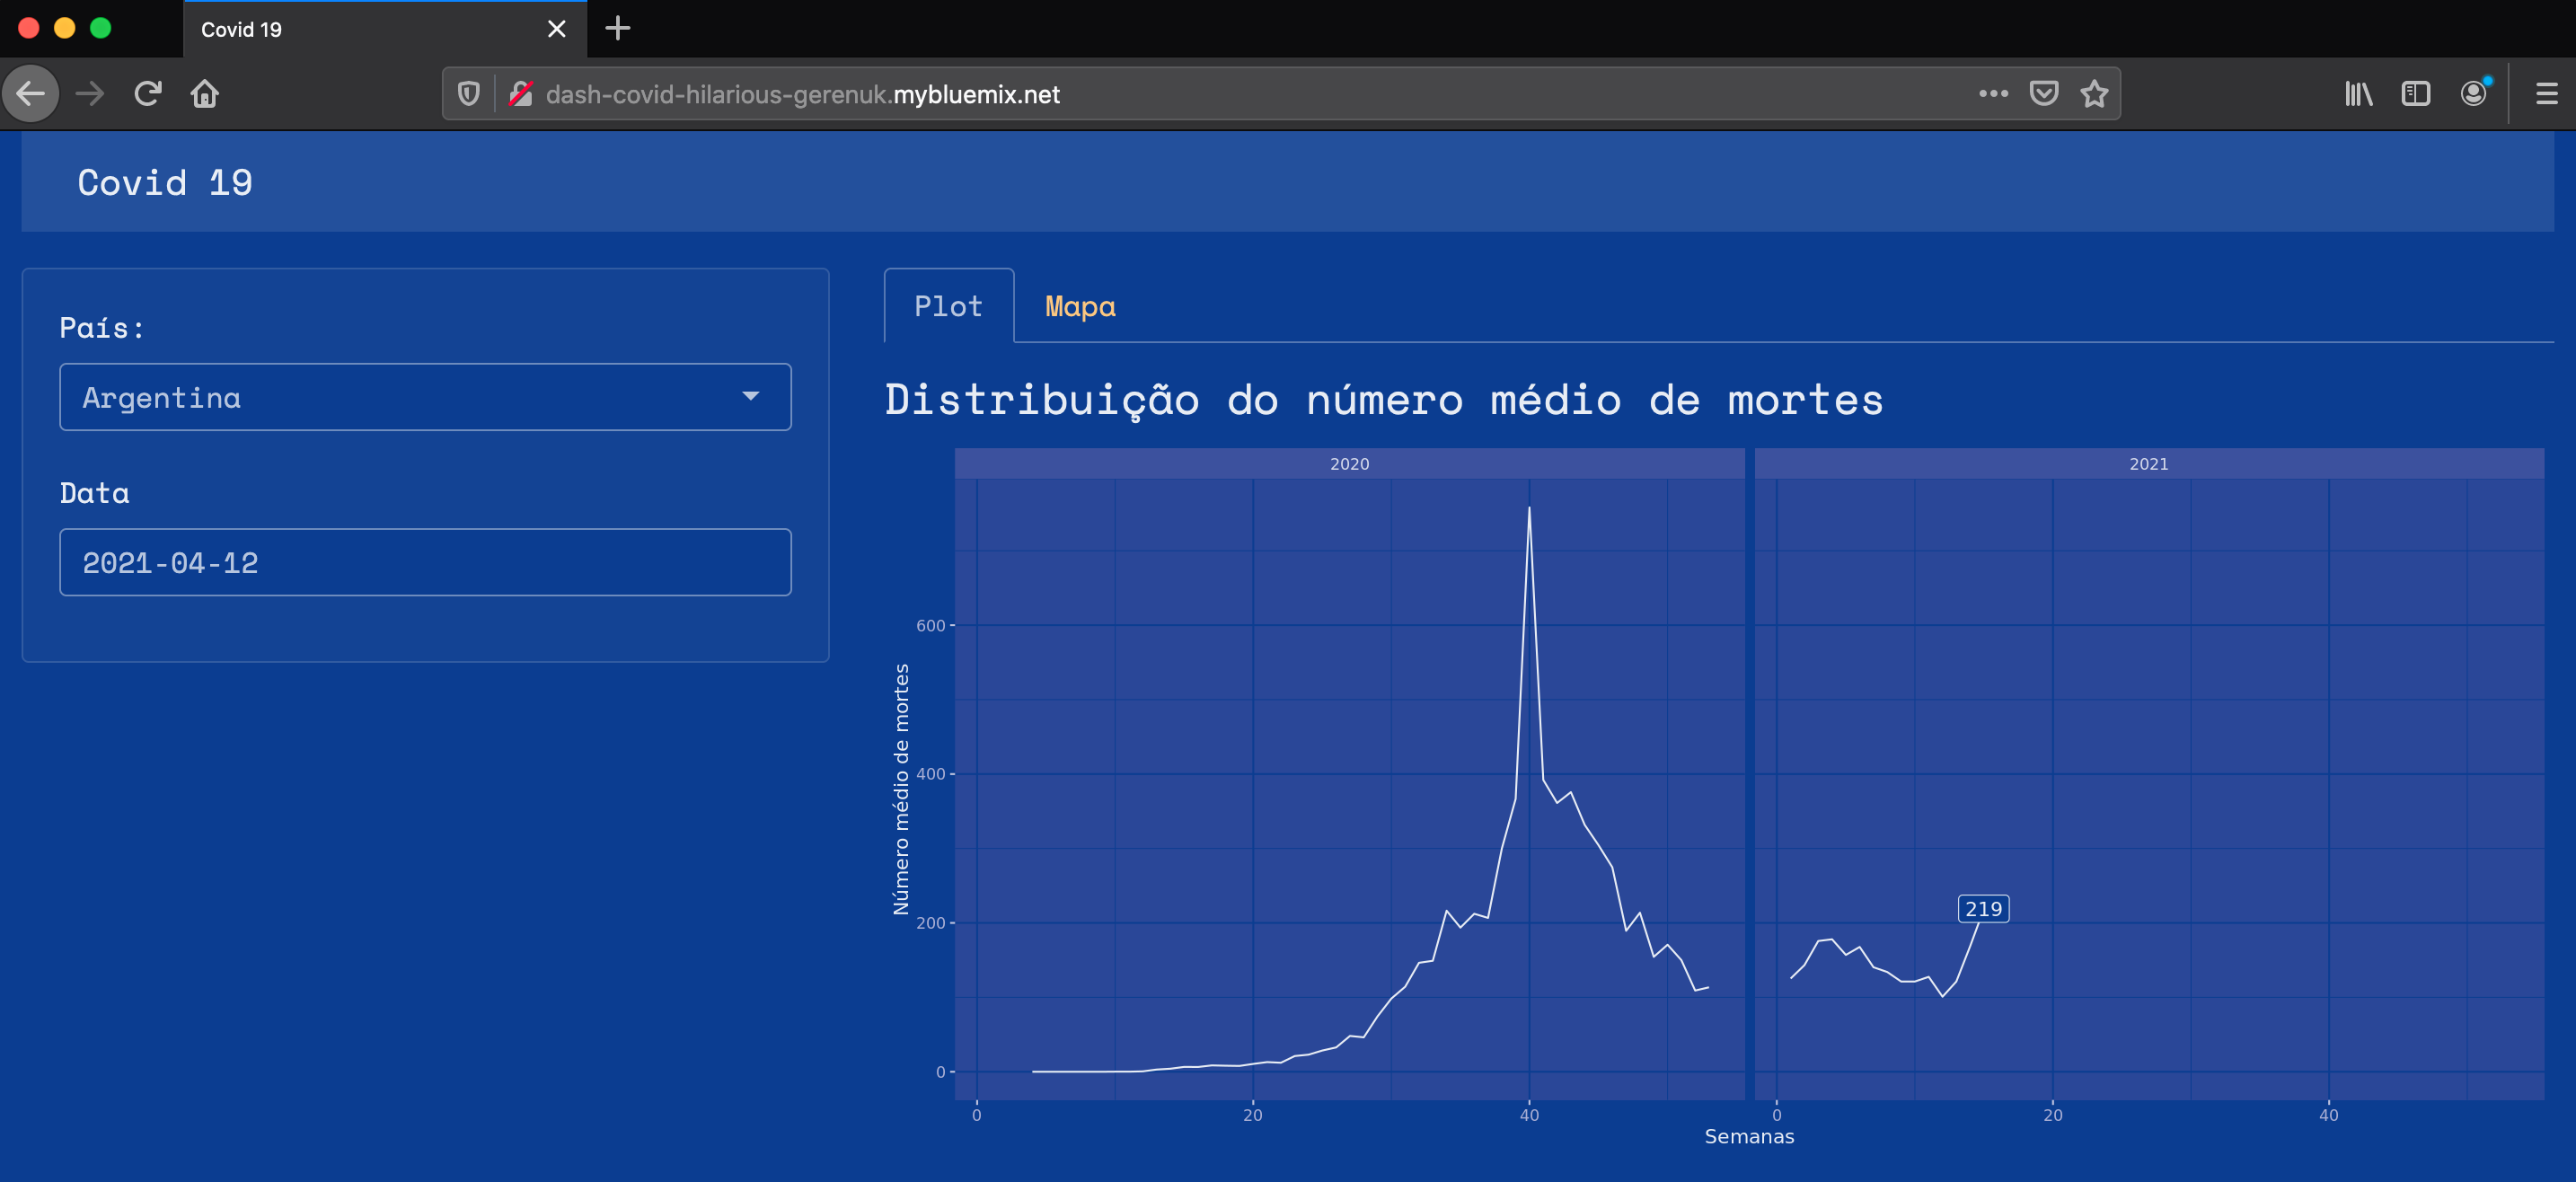 Covid 19
dash-covid-hilarious-gerenuk.mybluemix.net
Covid 19
País:
Argentina
Data
2021-04-12
Plot Mapa
Distribuição do número médio de mortes
2020 2021
Número médio de mortes
600
400
200
0
219
0 20 40 0 20 40
Semanas